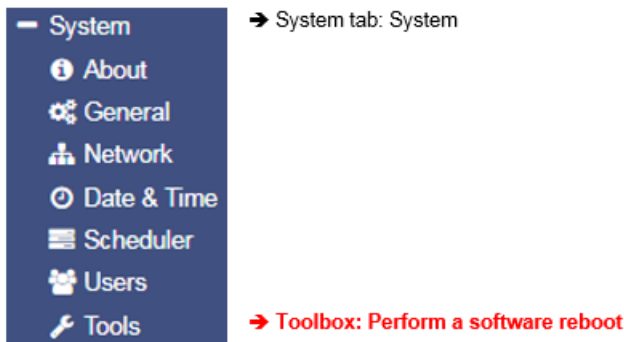 System ➔ System tab: System
About
General
Network
Date & Time
Scheduler
Users
Tools ➔ Toolbox: Perform a software reboot